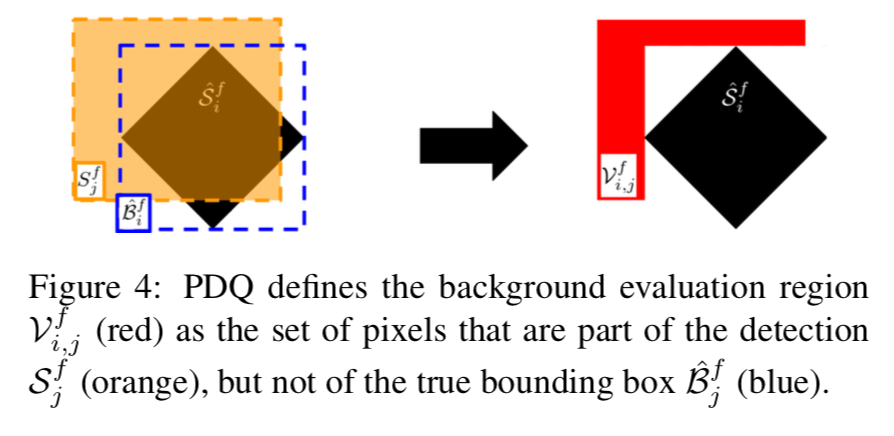 $\hat{\mathcal{S}}_i^f$ $\hat{\mathcal{S}}_i^f$
$S_j^f$ $\mathcal{V}_{i,j}^f$
$\hat{\mathcal{B}}_i^f$
Figure 4: PDQ defines the background evaluation region
$\mathcal{V}_{i,j}^f$ (red) as the set of pixels that are part of the detection
$\mathcal{S}_j^f$ (orange), but not of the true bounding box $\hat{\mathcal{B}}_j^f$ (blue).